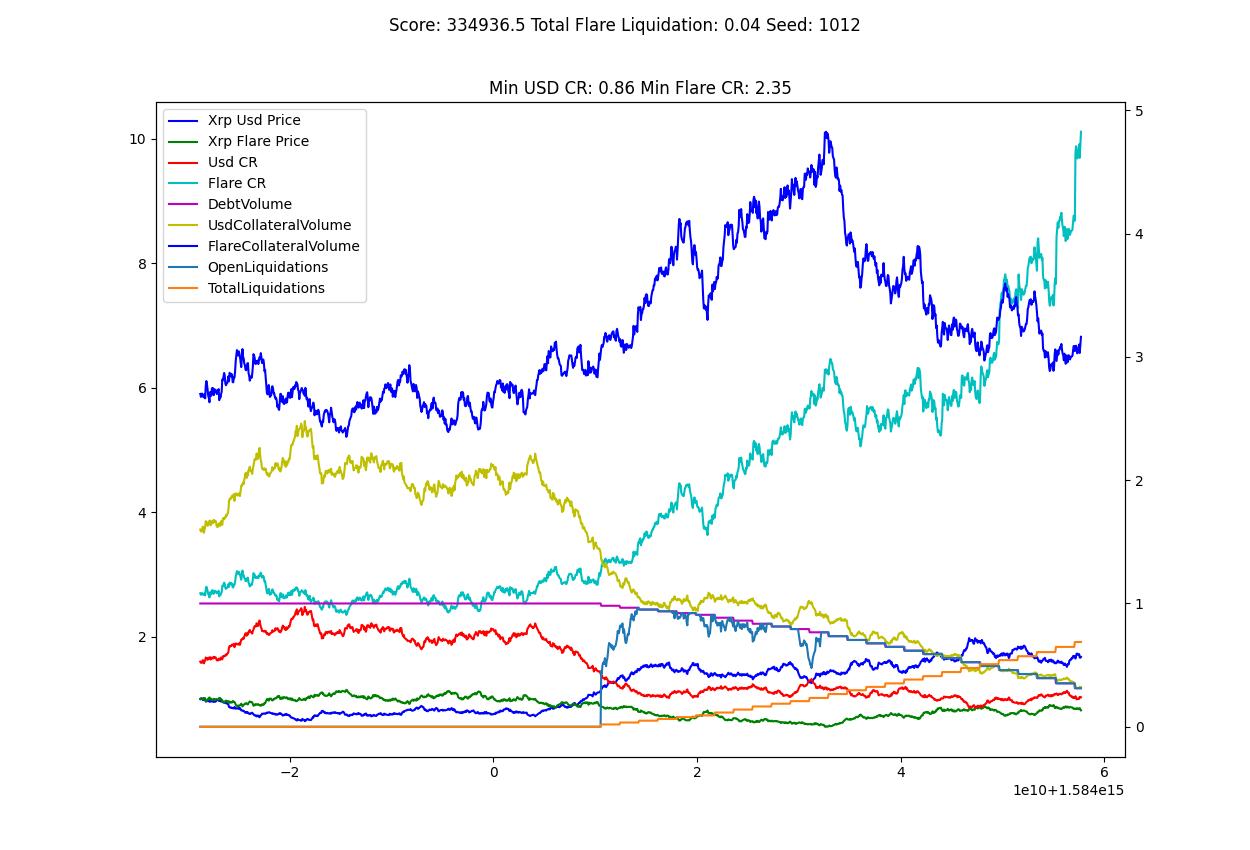 Score: 334936.5 Total Flare Liquidation: 0.04 Seed: 1012
Min USD CR: 0.86 Min Flare CR: 2.35
Xrp Usd Price
Xrp Flare Price
Usd CR
Flare CR
DebtVolume
UsdCollateralVolume
FlareCollateralVolume
OpenLiquidations
TotalLiquidations
10
8
6
4
2
5
4
3
2
1
0
−2
0
2
4
6
1e10+1.584e15